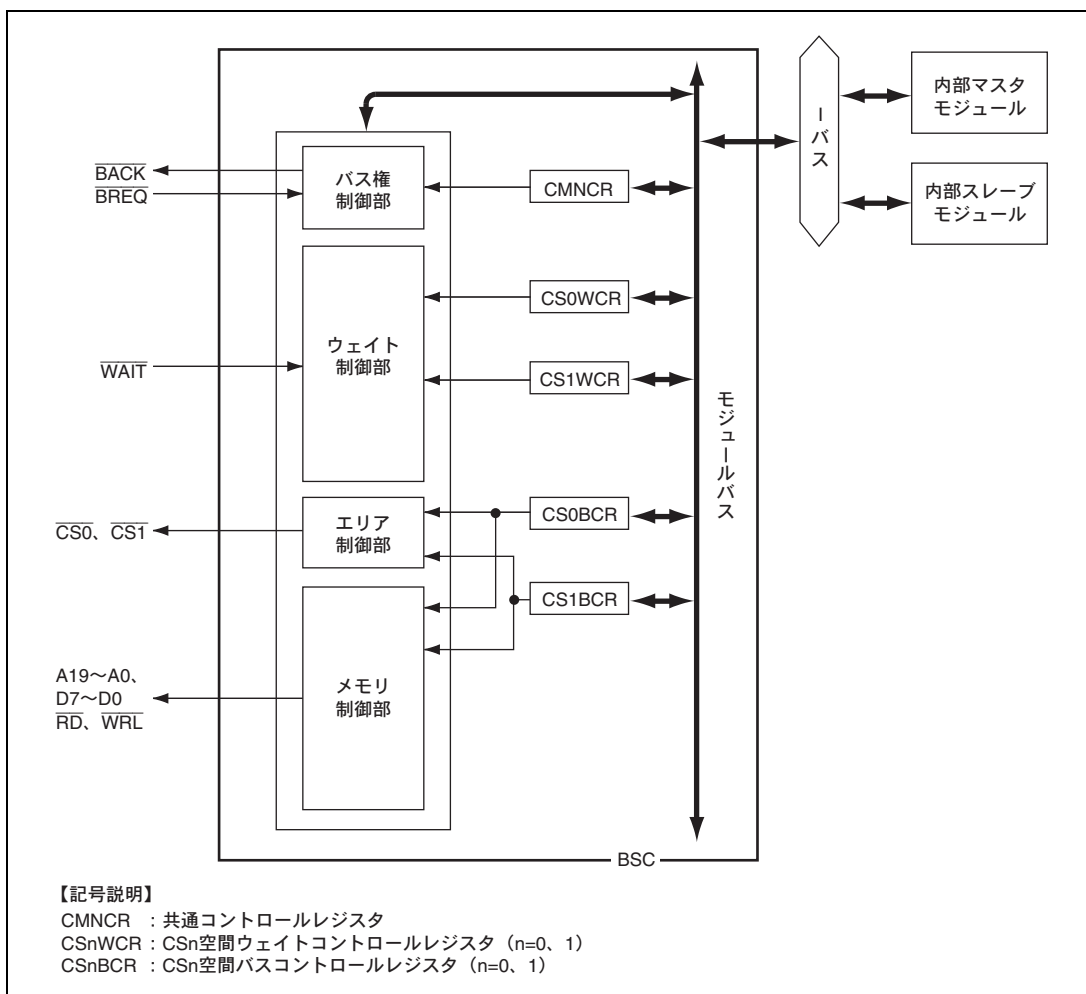 BACK
BREQ
バス権
制御部
CMNCR
Iバス
内部マスタ
モジュール
内部スレーブ
モジュール
CS0WCR
WAIT
ウェイト
制御部
CS1WCR
モジュールバス
CS0、CS1
エリア
制御部
CS0BCR
CS1BCR
A19～A0、
D7～D0
RD、WRL
メモリ
制御部
BSC
【記号説明】
CMNCR ：共通コントロールレジスタ
CSnWCR：CSn空間ウェイトコントロールレジスタ（n=0、1）
CSnBCR ：CSn空間バスコントロールレジスタ（n=0、1）